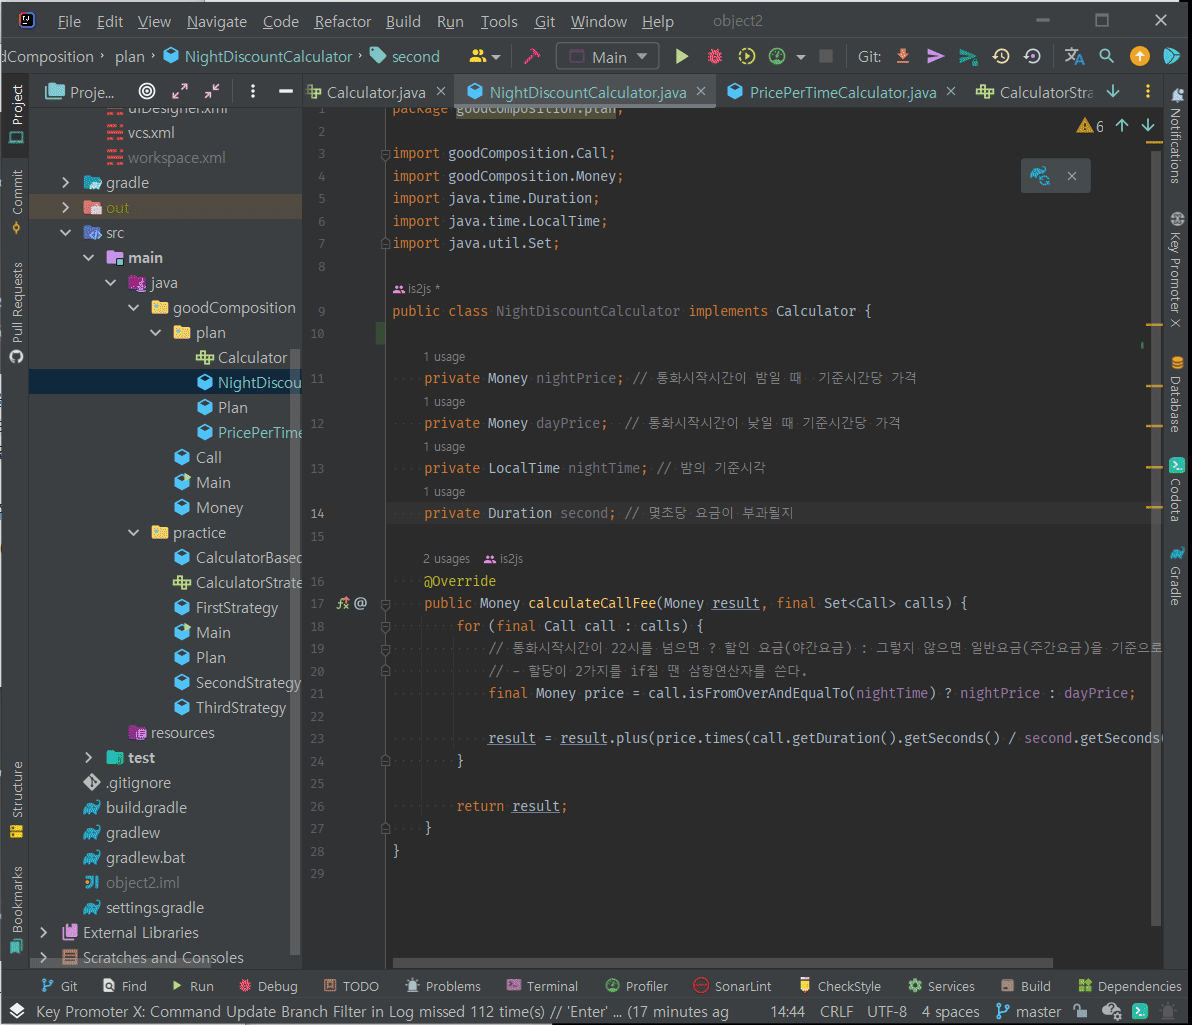 File Edit View Navigate Code Refactor Build Run Tools Git Window Help object2
dComposition plan NightDiscountCalculator second Main Git:
Project
Proje...
Calculator.java
NightDiscountCalculator.java
PricePerTimeCalculator.java
CalculatorStra
Commit
Pull Requests
Structure
Bookmarks
Notifications
Key Promoter X
Database
Codota
Gradle
uiDesigner.xml
vcs.xml
workspace.xml
gradle
out
src
main
java
goodComposition
plan
Calculator
NightDiscou
Plan
PricePerTime
Call
Main
Money
practice
CalculatorBased
CalculatorStrate
FirstStrategy
Main
Plan
SecondStrategy
ThirdStrategy
resources
test
.gitignore
build.gradle
gradlew
gradlew.bat
object2.iml
settings.gradle
External Libraries
Scratches and Consoles
6
1 package goodComposition.plan;
2
3 import goodComposition.Call;
4 import goodComposition.Money;
5 import java.time.Duration;
6 import java.time.LocalTime;
7 import java.util.Set;
8
is2js *
9 public class NightDiscountCalculator implements Calculator {
10
1 usage
11 private Money nightPrice; // 통화시작시간이 밤일 때 기준시간당 가격
1 usage
12 private Money dayPrice; // 통화시작시간이 낮일 때 기준시간당 가격
1 usage
13 private LocalTime nightTime; // 밤의 기준시각
1 usage
14 private Duration second; // 몇초당 요금이 부과될지
15
2 usages is2js
16 @Override
17 public Money calculateCallFee(Money result, final Set<Call> calls) {
18 for (final Call call : calls) {
19 // 통화시작시간이 22시를 넘으면 ? 할인 요금(야간요금) : 그렇지 않으면 일반요금(주간요금)을 기준으로
20 // - 할당이 2가지를 if칠 땐 삼항연산자를 쓴다.
21 final Money price = call.isFromOverAndEqualTo(nightTime) ? nightPrice : dayPrice;
22
23 result = result.plus(price.times(call.getDuration().getSeconds() / second.getSeconds(
24 }
25
26 return result;
27 }
28 }
29
Git Find Run Debug TODO Problems Terminal Profiler SonarLint CheckStyle Services Build Dependencies
Key Promoter X: Command Update Branch Filter in Log missed 112 time(s) // 'Enter' ... (17 minutes ag 14:44 CRLF UTF-8 4 spaces master